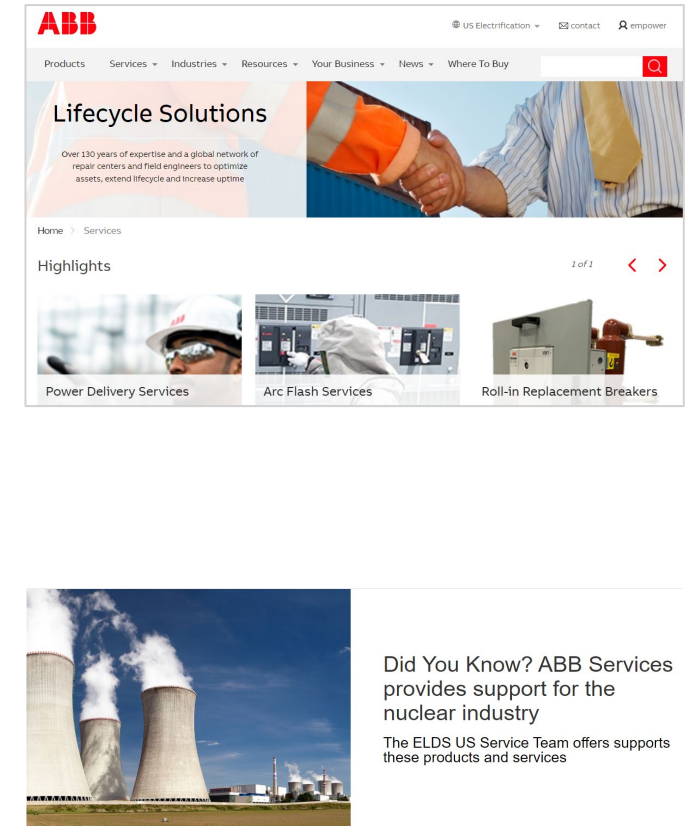 ABB
US Electrification contact empower
Products Services Industries Resources Your Business News Where To Buy
Lifecycle Solutions
Over 130 years of expertise and a global network of
repair centers and field engineers to optimize
assets, extend lifecycle and increase uptime
Home > Services
Highlights
1 of 1
Power Delivery Services
Arc Flash Services
Roll-in Replacement Breakers
Did You Know? ABB Services
provides support for the
nuclear industry
The ELDS US Service Team offers supports
these products and services